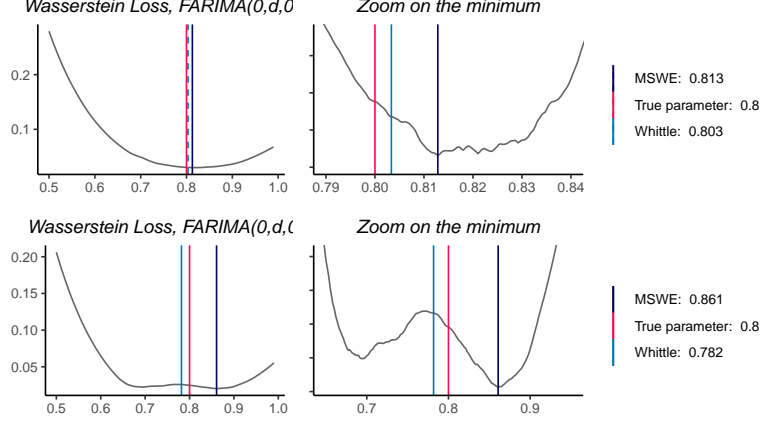 Wasserstein Loss, FARIMA(0,d,0
Zoom on the minimum
0.2
0.1
0.5 0.6 0.7 0.8 0.9 1.0
0.79 0.80 0.81 0.82 0.83 0.84
MSWE: 0.813
True parameter: 0.8
Whittle: 0.803
Wasserstein Loss, FARIMA(0,d,0
Zoom on the minimum
0.20
0.15
0.10
0.05
0.5 0.6 0.7 0.8 0.9 1.0
0.7 0.8 0.9
MSWE: 0.861
True parameter: 0.8
Whittle: 0.782